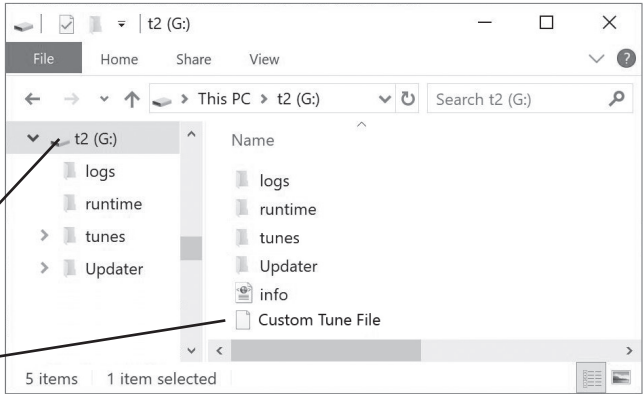 t2 (G:)
File Home Share View
This PC > t2 (G:) Search t2 (G:)
t2 (G:)
logs
runtime
tunes
Updater
Name
logs
runtime
tunes
Updater
info
Custom Tune File
5 items 1 item selected